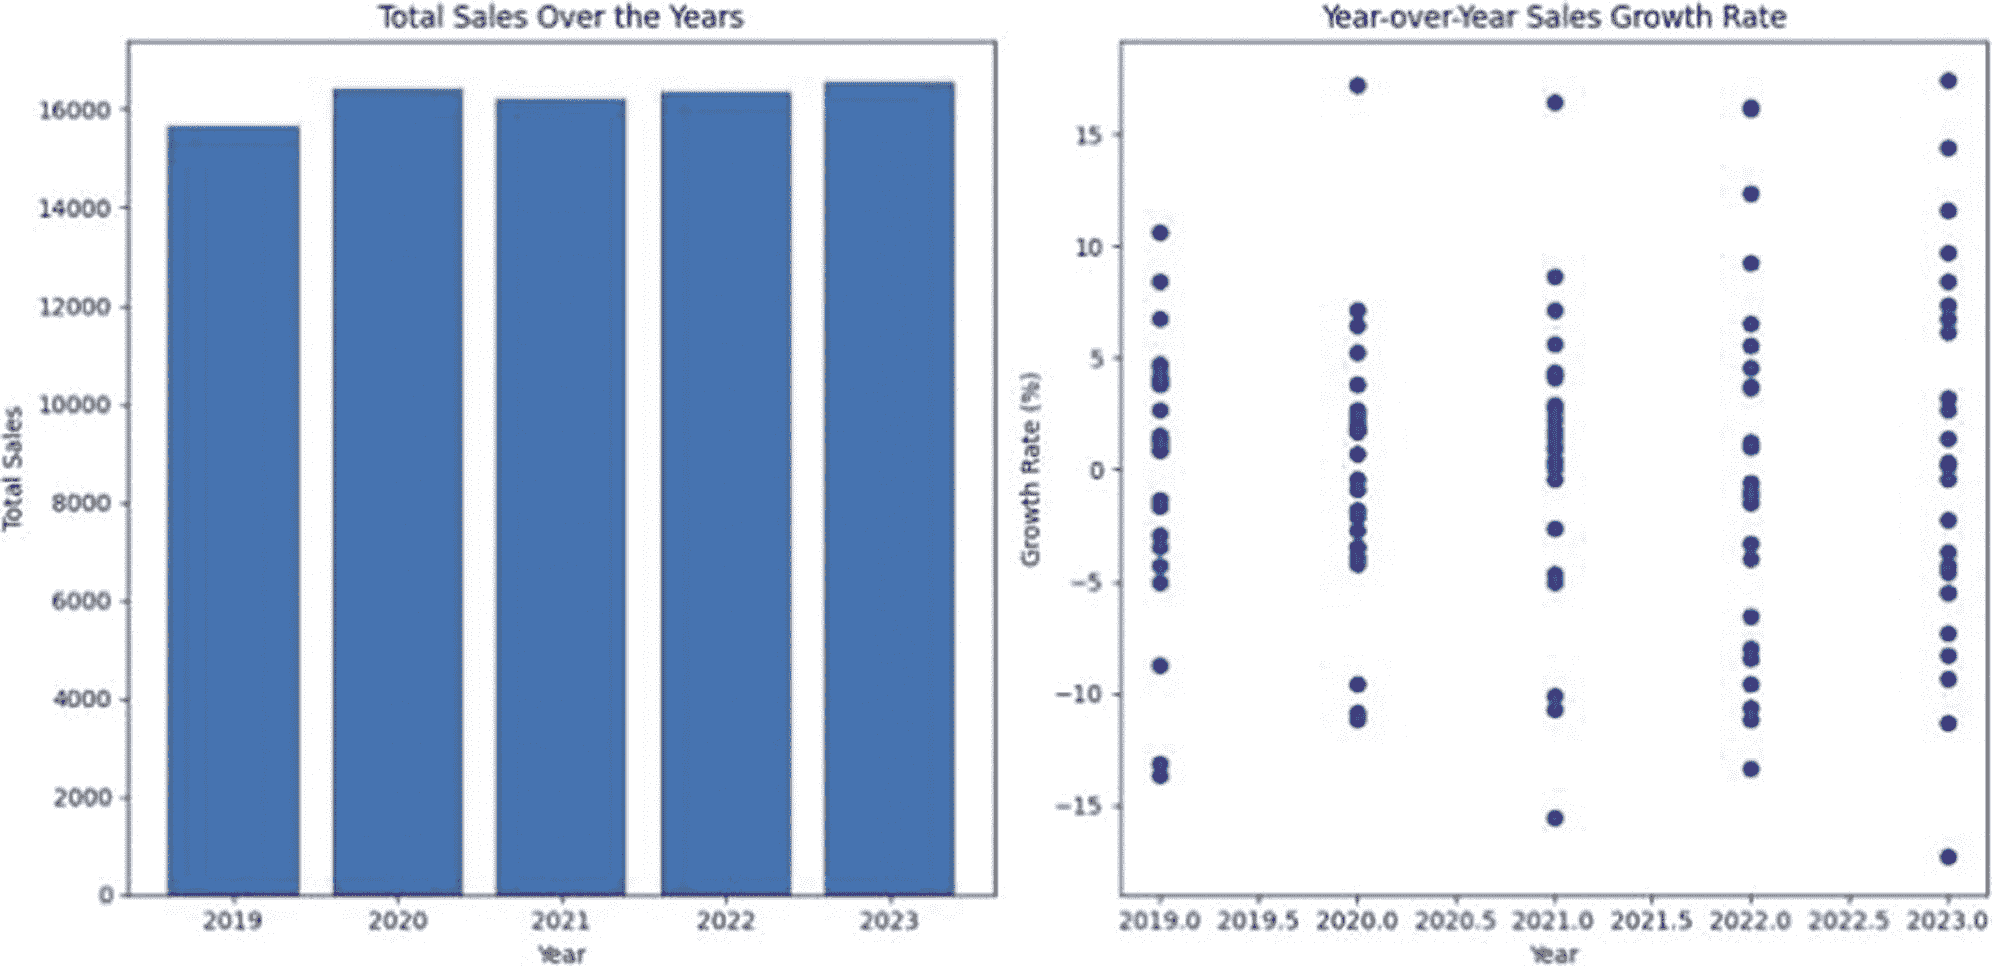 Total Sales Over the Years
16000
14000
12000
10000
8000
6000
4000
2000
0
Total Sales
2019 2020 2021 2022 2023
Year
Year-over-Year Sales Growth Rate
15
10
5
0
−5
−10
−15
Growth Rate (%)
2019.0 2019.5 2020.0 2020.5 2021.0 2021.5 2022.0 2022.5 2023.0
Year